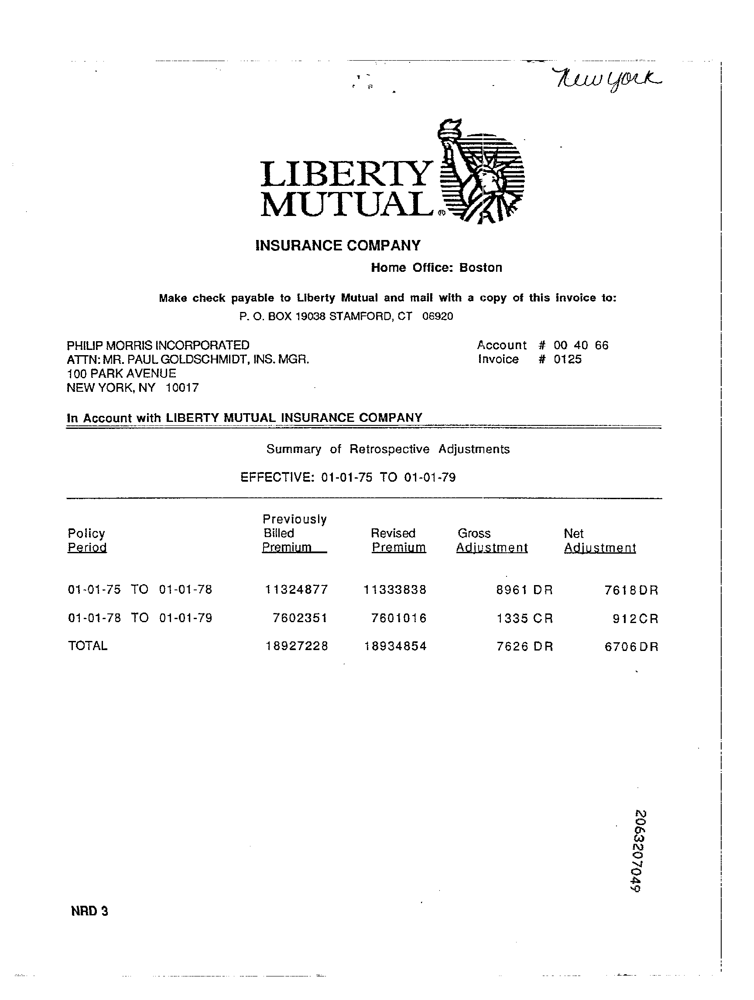 New york
LIBERTY
MUTUAL®
INSURANCE COMPANY
Home Office: Boston
Make check payable to Liberty Mutual and mail with a copy of this invoice to:
P. O. BOX 19038 STAMFORD, CT 06920
PHILIP MORRIS INCORPORATED Account # 00 40 66
ATTN: MR. PAUL GOLDSCHMIDT, INS. MGR. Invoice # 0125
100 PARK AVENUE
NEW YORK, NY 10017
In Account with LIBERTY MUTUAL INSURANCE COMPANY
Summary of Retrospective Adjustments
EFFECTIVE: 01-01-75 TO 01-01-79
Previously
Policy Billed Revised Gross Net
Period Premium Premium Adjustment Adjustment
01-01-75 TO 01-01-78 11324877 11333838 8961 DR 7618DR
01-01-78 TO 01-01-79 7602351 7601016 1335 CR 912CR
TOTAL 18927228 18934854 7626 DR 6706DR
2063207049
NRD 3